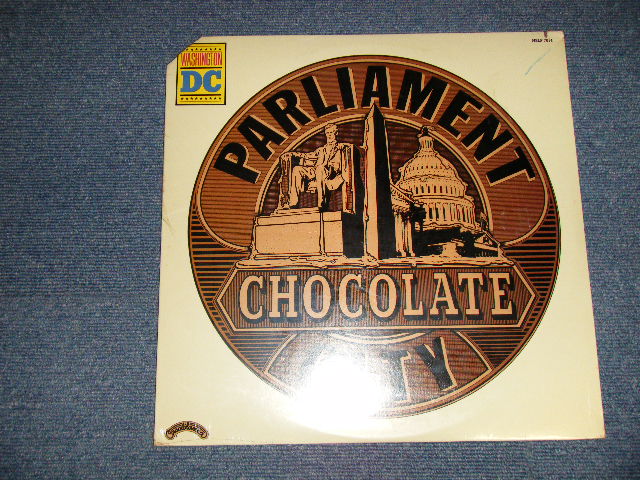 WASHINGTON
DC
PARLIAMENT
CHOCOLATE
CITY